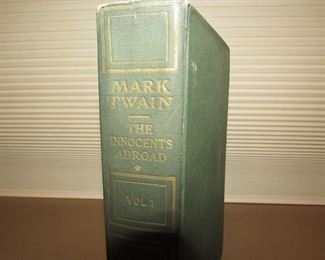 MARK
TWAIN
THE
INNOCENTS
ABROAD
VOL. 1